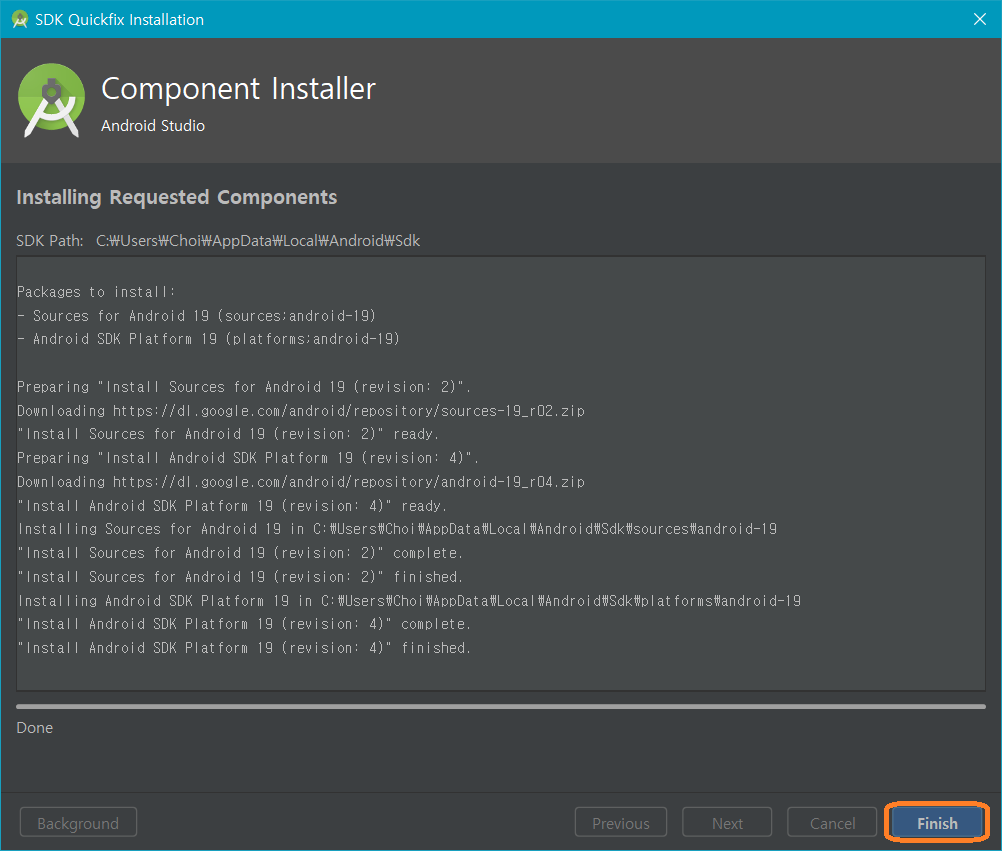 SDK Quickfix Installation
Component Installer
Android Studio
Installing Requested Components
SDK Path: C:₩Users₩Choi₩AppData₩Local₩Android₩Sdk
Packages to install:
- Sources for Android 19 (sources;android-19)
- Android SDK Platform 19 (platforms;android-19)
Preparing "Install Sources for Android 19 (revision: 2)".
Downloading https://dl.google.com/android/repository/sources-19_r02.zip
"Install Sources for Android 19 (revision: 2)" ready.
Preparing "Install Android SDK Platform 19 (revision: 4)".
Downloading https://dl.google.com/android/repository/android-19_r04.zip
"Install Android SDK Platform 19 (revision: 4)" ready.
Installing Sources for Android 19 in C:₩Users₩Choi₩AppData₩Local₩Android₩Sdk₩sources₩android-19
"Install Sources for Android 19 (revision: 2)" complete.
"Install Sources for Android 19 (revision: 2)" finished.
Installing Android SDK Platform 19 in C:₩Users₩Choi₩AppData₩Local₩Android₩Sdk₩platforms₩android-19
"Install Android SDK Platform 19 (revision: 4)" complete.
"Install Android SDK Platform 19 (revision: 4)" finished.
Done
Background Previous Next Cancel Finish